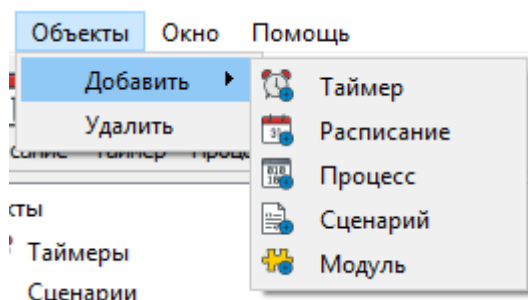 Объекты Окно Помощь
Добавить
Удалить
Таймер
Расписание
Процесс
Сценарий
Модуль
Таймеры
Сценарии